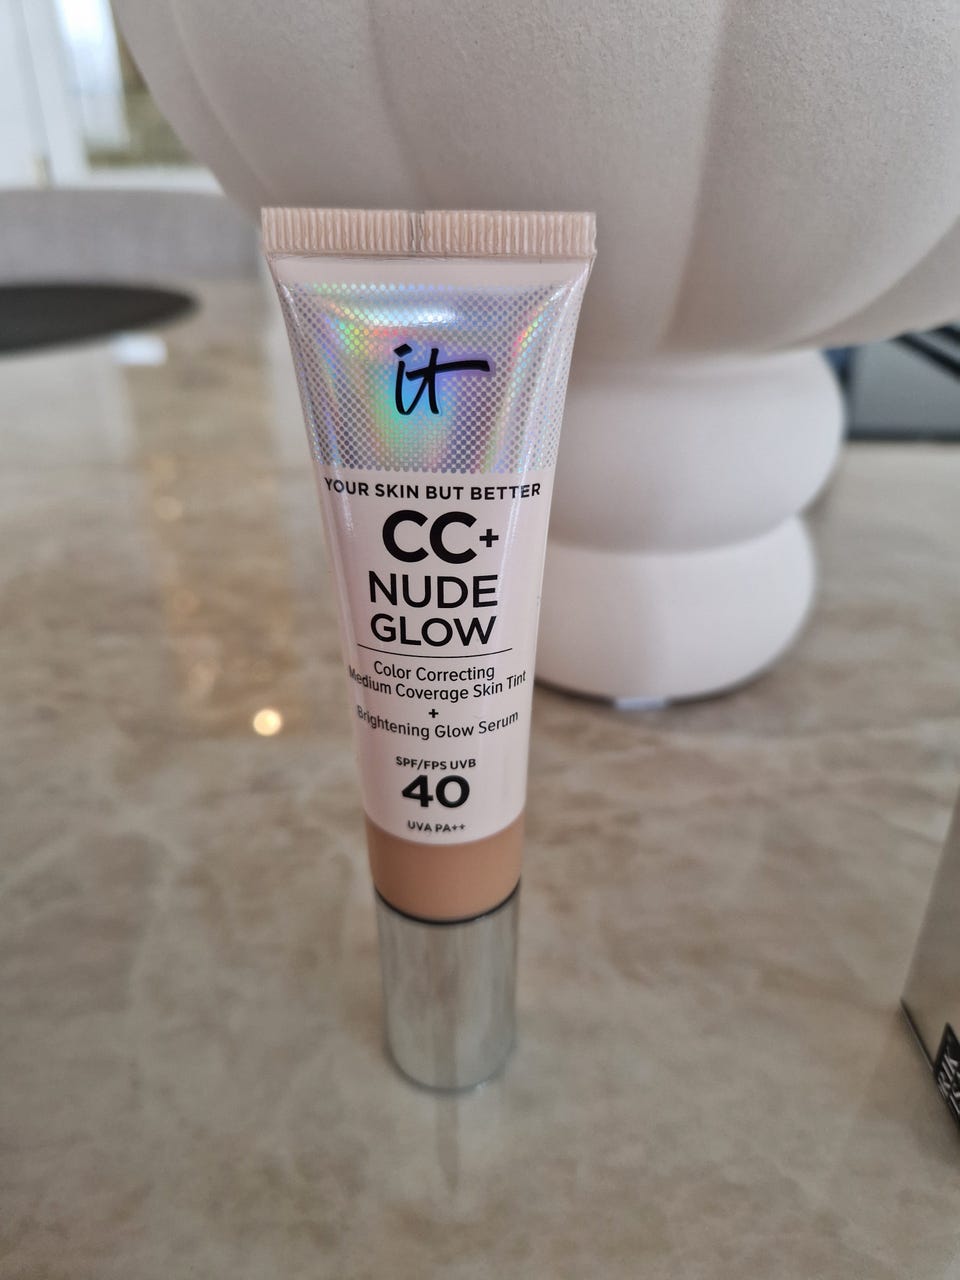 it
YOUR SKIN BUT BETTER
CC+
NUDE
GLOW
Color Correcting
Medium Coverage Skin Tint
+
Brightening Glow Serum
SPF/FPS UVB
40
UVA PA++